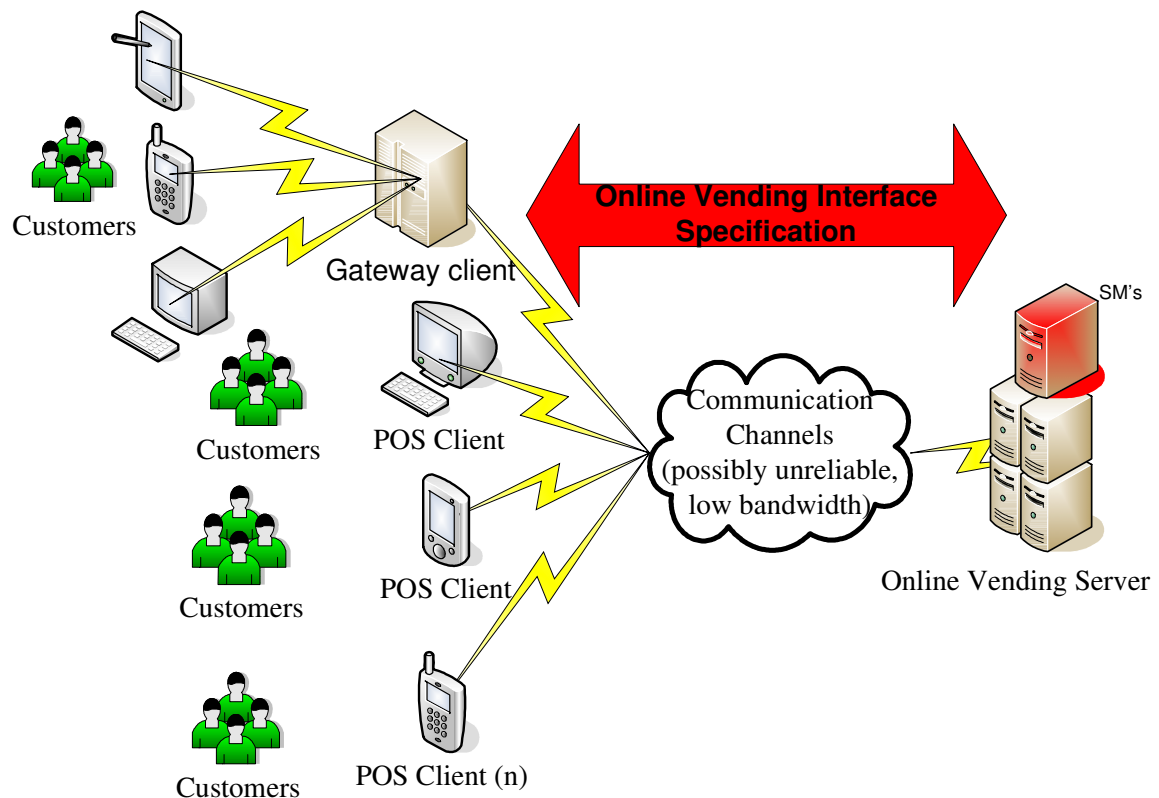 Customers
Gateway client
Online Vending Interface
Specification
SM's
Customers
POS Client
Communication
Channels
(possibly unreliable,
low bandwidth)
Online Vending Server
Customers
POS Client
Customers
POS Client (n)